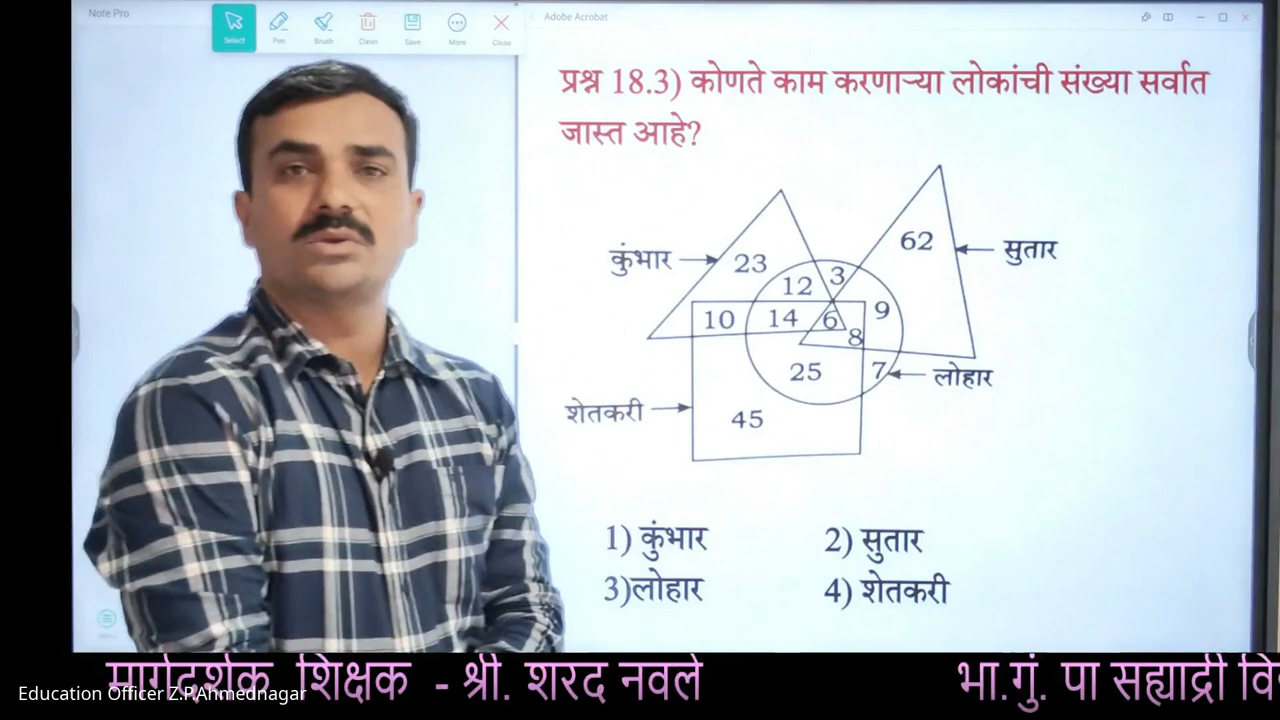 Note Pro
Select Pen Brush Clean Save More Close
Adobe Acrobat
प्रश्न 18.3) कोणते काम करणाऱ्या लोकांची संख्या सर्वात
जास्त आहे?
62
सुतार
कुंभार
23
12
3
10
14
6
9
8
25
7
लोहार
शेतकरी
45
1) कुंभार 2) सुतार
3)लोहार 4) शेतकरी
मार्गदर्शक शिक्षक - श्री. शरद नवले भा.गुं. पा सह्याद्री
Education Officer Z.P.Ahmednagar